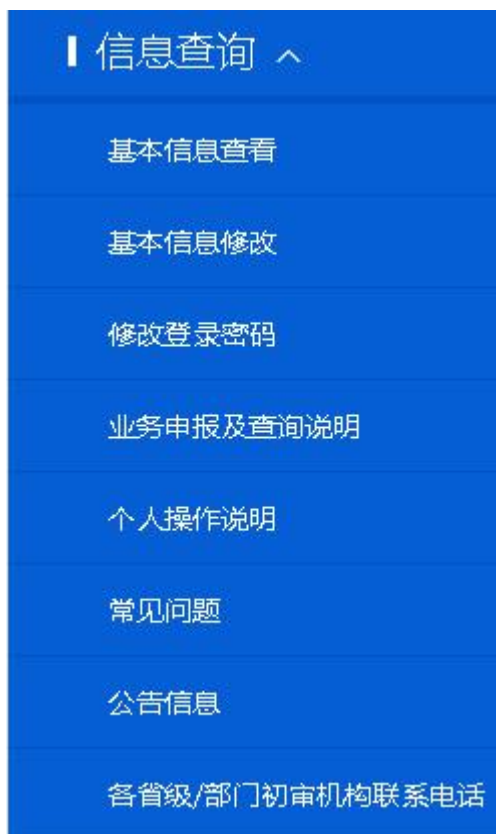 信息查询
基本信息查看
基本信息修改
修改登录密码
业务申报及查询说明
个人操作说明
常见问题
公告信息
各省级/部门初审机构联系电话